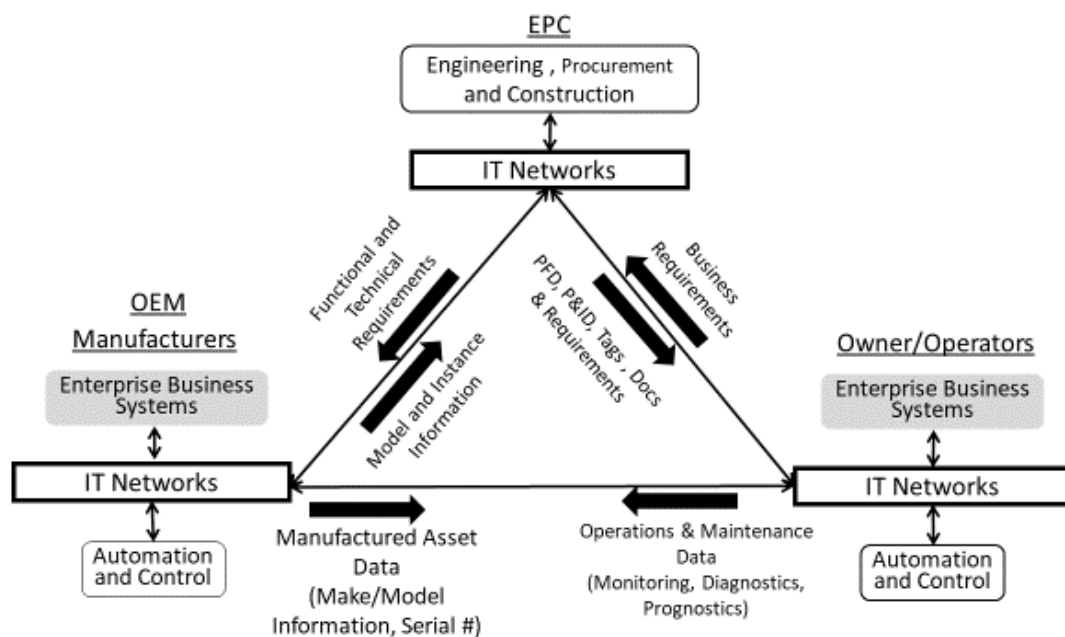 EPC
Engineering , Procurement
and Construction
IT Networks
Functional and
Technical
Requirements
Model and Instance
Information
Business
Requirements
PFD, P&ID, Tags , Docs
& Requirements
OEM
Manufacturers
Enterprise Business
Systems
IT Networks
Automation
and Control
Owner/Operators
Enterprise Business
Systems
IT Networks
Automation
and Control
Manufactured Asset
Data
(Make/Model
Information, Serial #)
Operations & Maintenance
Data
(Monitoring, Diagnostics,
Prognostics)